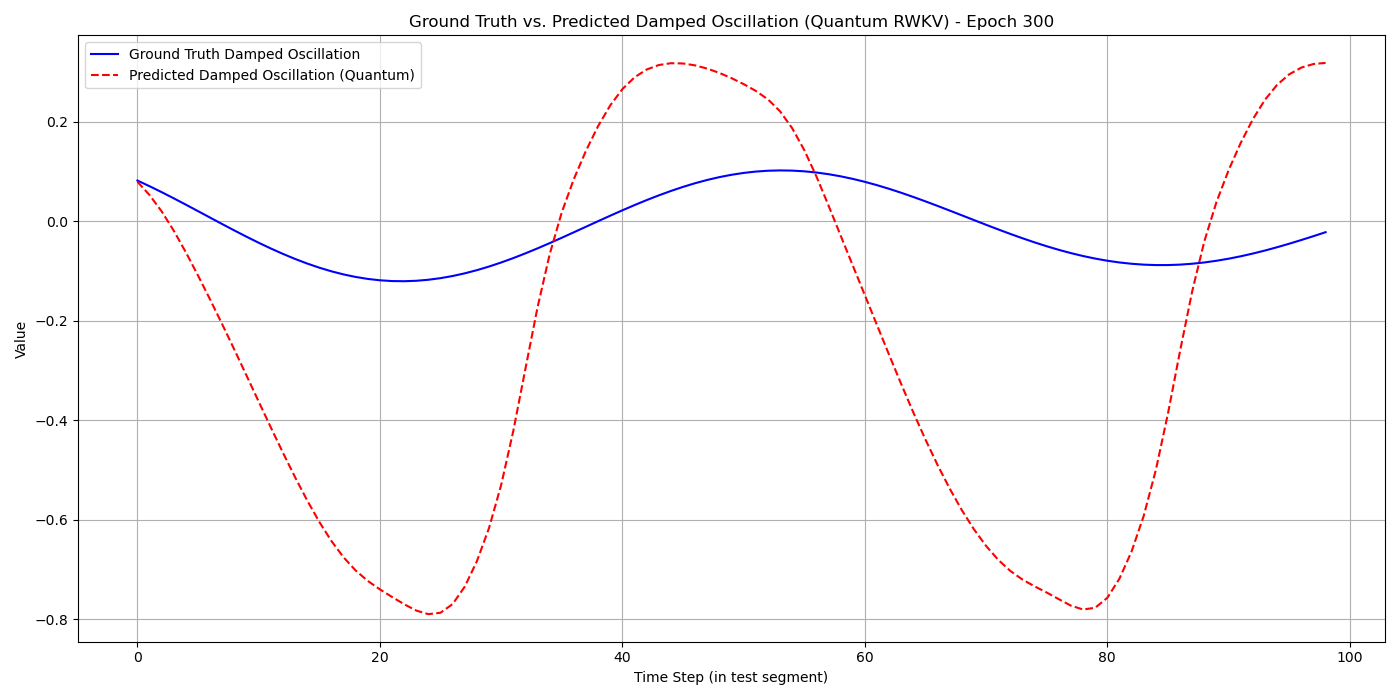 Ground Truth vs. Predicted Damped Oscillation (Quantum RWKV) - Epoch 300
Ground Truth Damped Oscillation
Predicted Damped Oscillation (Quantum)
0.2
0.0
−0.2
−0.4
−0.6
−0.8
Value
0 20 40 60 80 100
Time Step (in test segment)